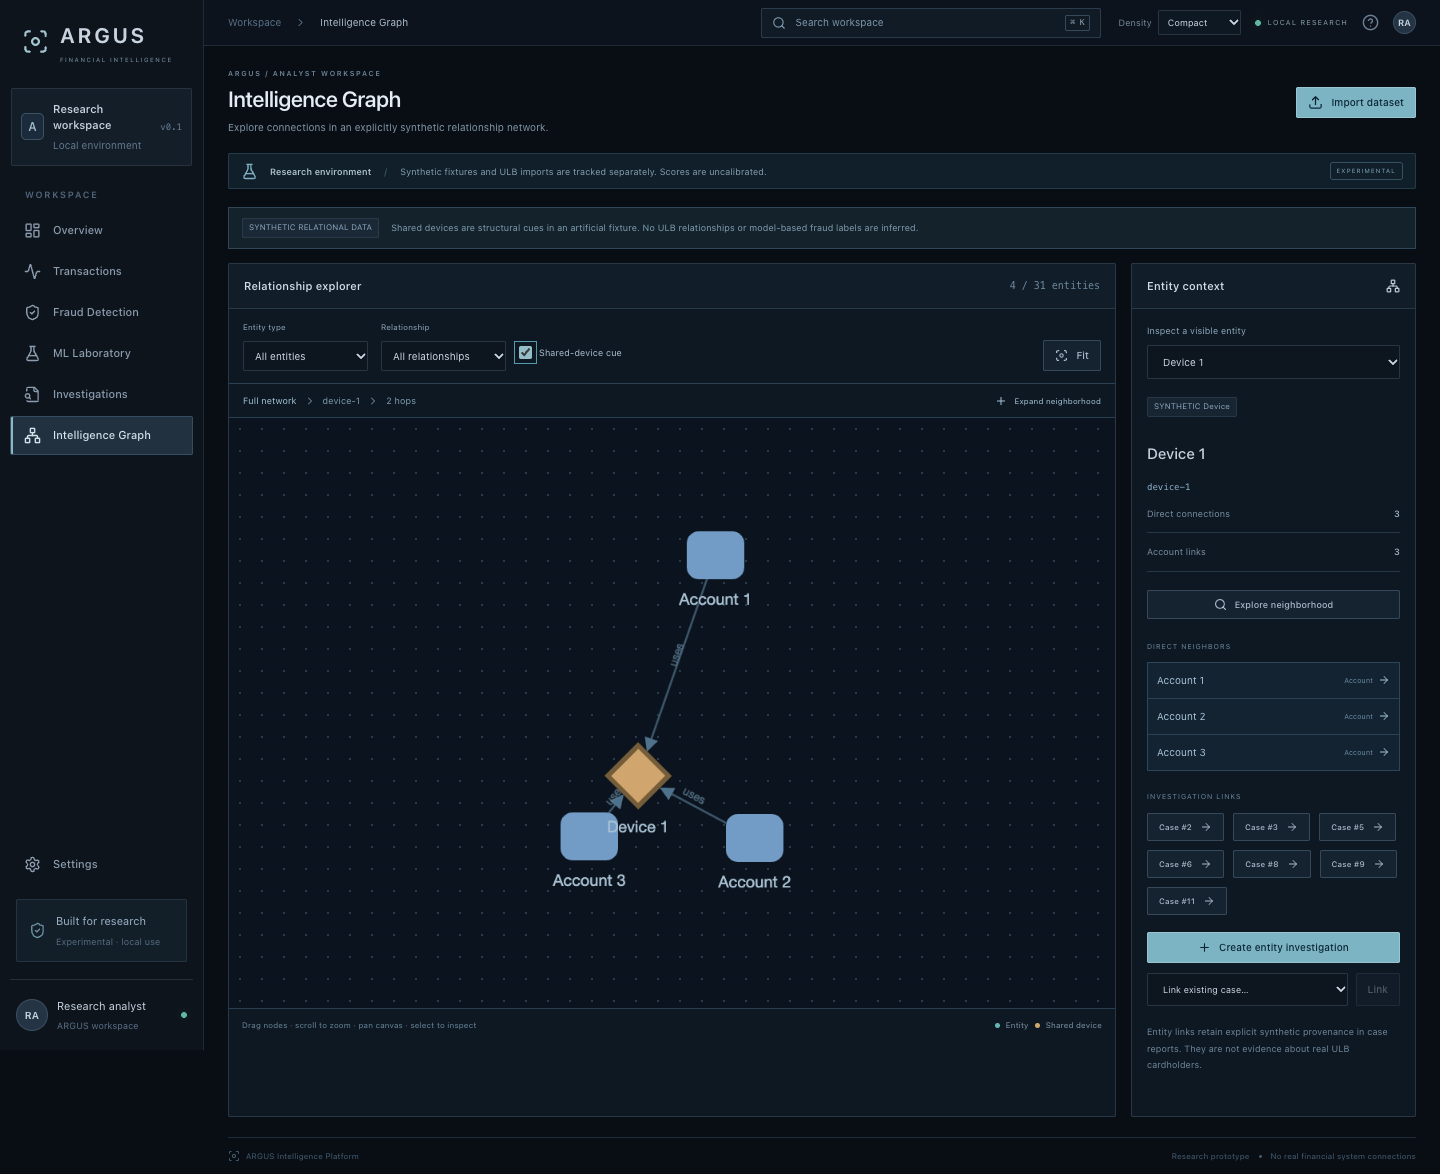 ARGUS
FINANCIAL INTELLIGENCE
A
Research
workspace
v0.1
Local environment
WORKSPACE
Overview
Transactions
Fraud Detection
ML Laboratory
Investigations
Intelligence Graph
Settings
Built for research
Experimental · local use
RA
Research analyst
ARGUS workspace
Workspace
Intelligence Graph
Search workspace
⌘ K
Density
Compact
LOCAL RESEARCH
RA
ARGUS / ANALYST WORKSPACE
Intelligence Graph
Explore connections in an explicitly synthetic relationship network.
Import dataset
Research environment / Synthetic fixtures and ULB imports are tracked separately. Scores are uncalibrated.
EXPERIMENTAL
SYNTHETIC RELATIONAL DATA
Shared devices are structural cues in an artificial fixture. No ULB relationships or model-based fraud labels are inferred.
Relationship explorer
4 / 31 entities
Entity type
All entities
Relationship
All relationships
Shared-device cue
Fit
Full network
device-1
2 hops
Expand neighborhood
Account 1
uses
uses
uses
Device 1
Account 3
Account 2
Drag nodes · scroll to zoom · pan canvas · select to inspect
Entity
Shared device
Entity context
Inspect a visible entity
Device 1
SYNTHETIC Device
Device 1
device-1
Direct connections 3
Account links 3
Explore neighborhood
DIRECT NEIGHBORS
Account 1 Account
Account 2 Account
Account 3 Account
INVESTIGATION LINKS
Case #2
Case #3
Case #5
Case #6
Case #8
Case #9
Case #11
Create entity investigation
Link existing case...
Link
Entity links retain explicit synthetic provenance in case
reports. They are not evidence about real ULB
cardholders.
ARGUS Intelligence Platform
Research prototype • No real financial system connections